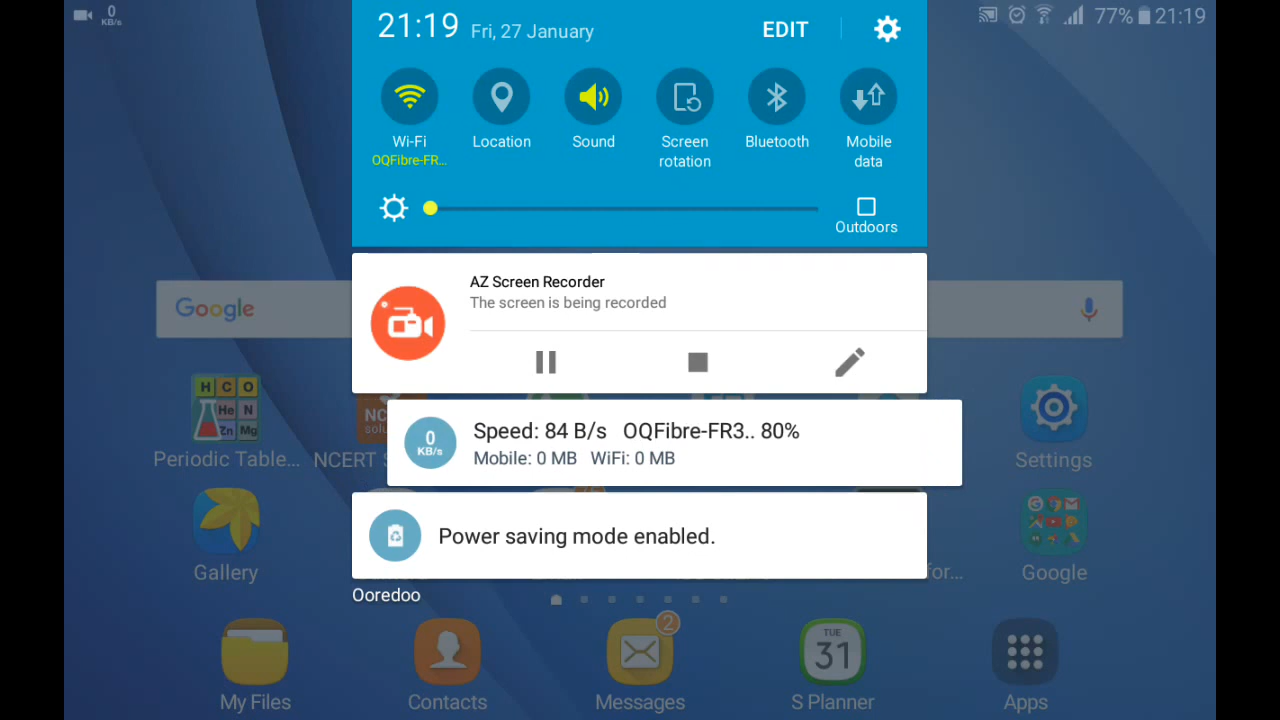 0
KB/s
77% 21:19
21:19 Fri, 27 January
EDIT
Wi-Fi
OQFibre-FR...
Location
Sound
Screen
rotation
Bluetooth
Mobile
data
Outdoors
AZ Screen Recorder
The screen is being recorded
Google
0
KB/s
Speed: 84 B/s OQFibre-FR3.. 80%
Mobile: 0 MB WiFi: 0 MB
Power saving mode enabled.
Ooredoo
H C O
He N
Zn Mg
Periodic Table...
NC
solu
NCERT S
Settings
Gallery
for...
Google
My Files
Contacts
2
Messages
TUE
31
S Planner
Apps